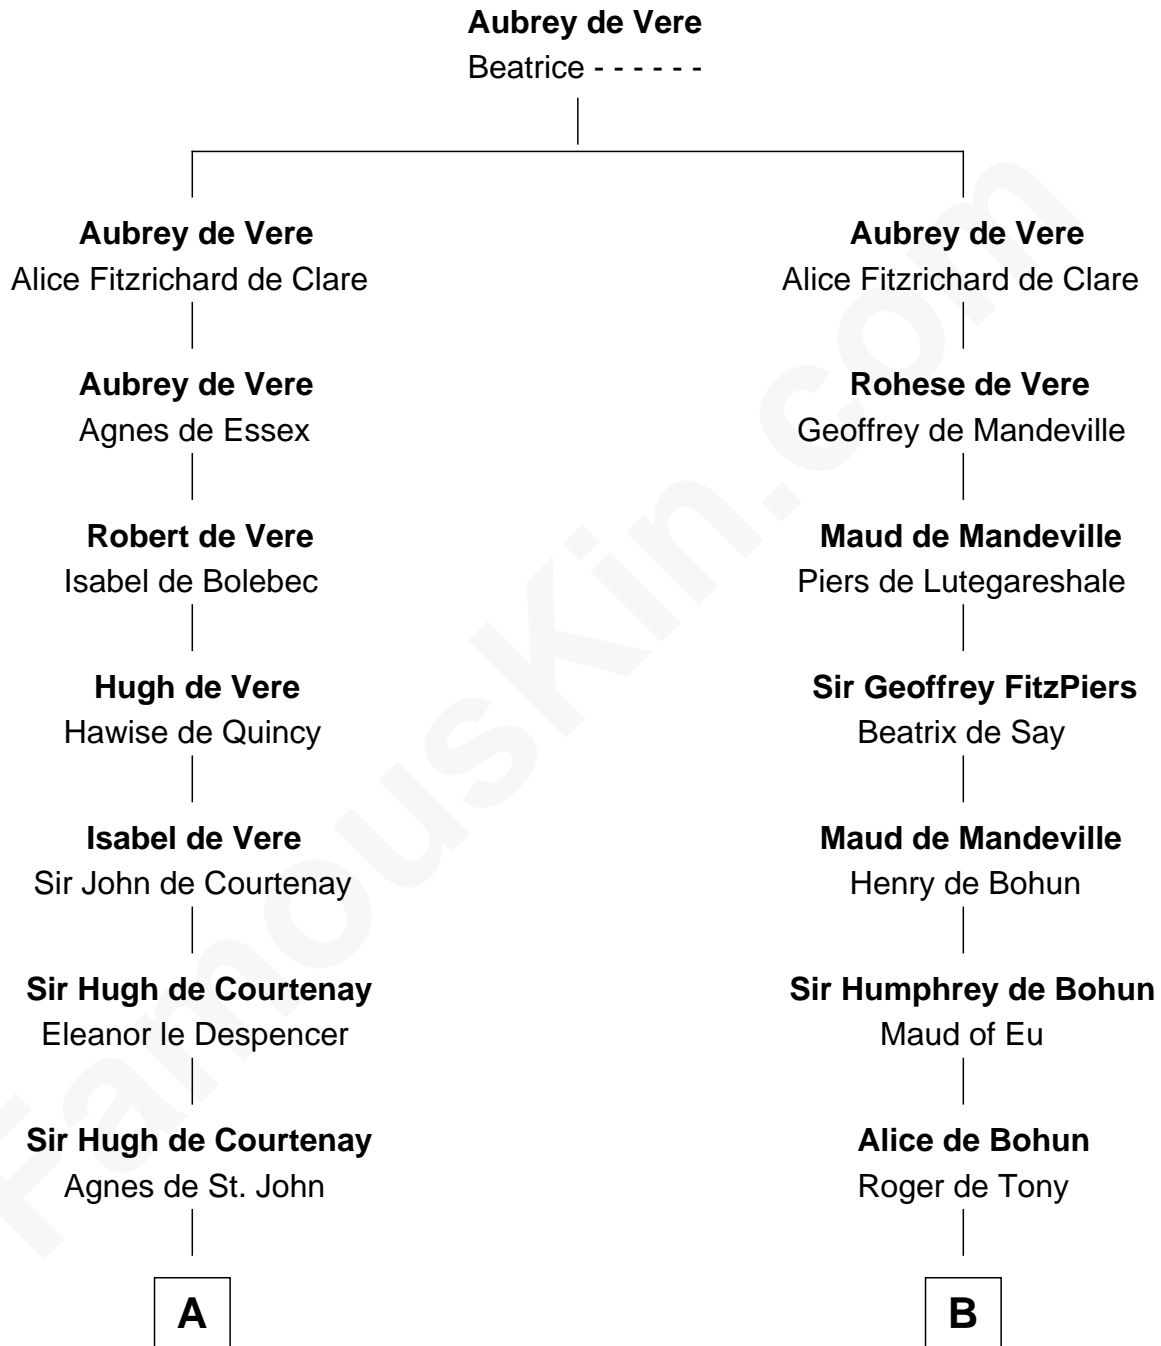 Aubrey de Vere
Beatrice - - - - - -
Aubrey de Vere
Alice Fitzrichard de Clare
Aubrey de Vere
Agnes de Essex
Robert de Vere
Isabel de Bolebec
Hugh de Vere
Hawise de Quincy
Isabel de Vere
Sir John de Courtenay
Sir Hugh de Courtenay
Eleanor le Despencer
Sir Hugh de Courtenay
Agnes de St. John
A
Aubrey de Vere
Alice Fitzrichard de Clare
Rohese de Vere
Geoffrey de Mandeville
Maud de Mandeville
Piers de Lutegareshale
Sir Geoffrey FitzPiers
Beatrix de Say
Maud de Mandeville
Henry de Bohun
Sir Humphrey de Bohun
Maud of Eu
Alice de Bohun
Roger de Tony
B
FamousKin.com